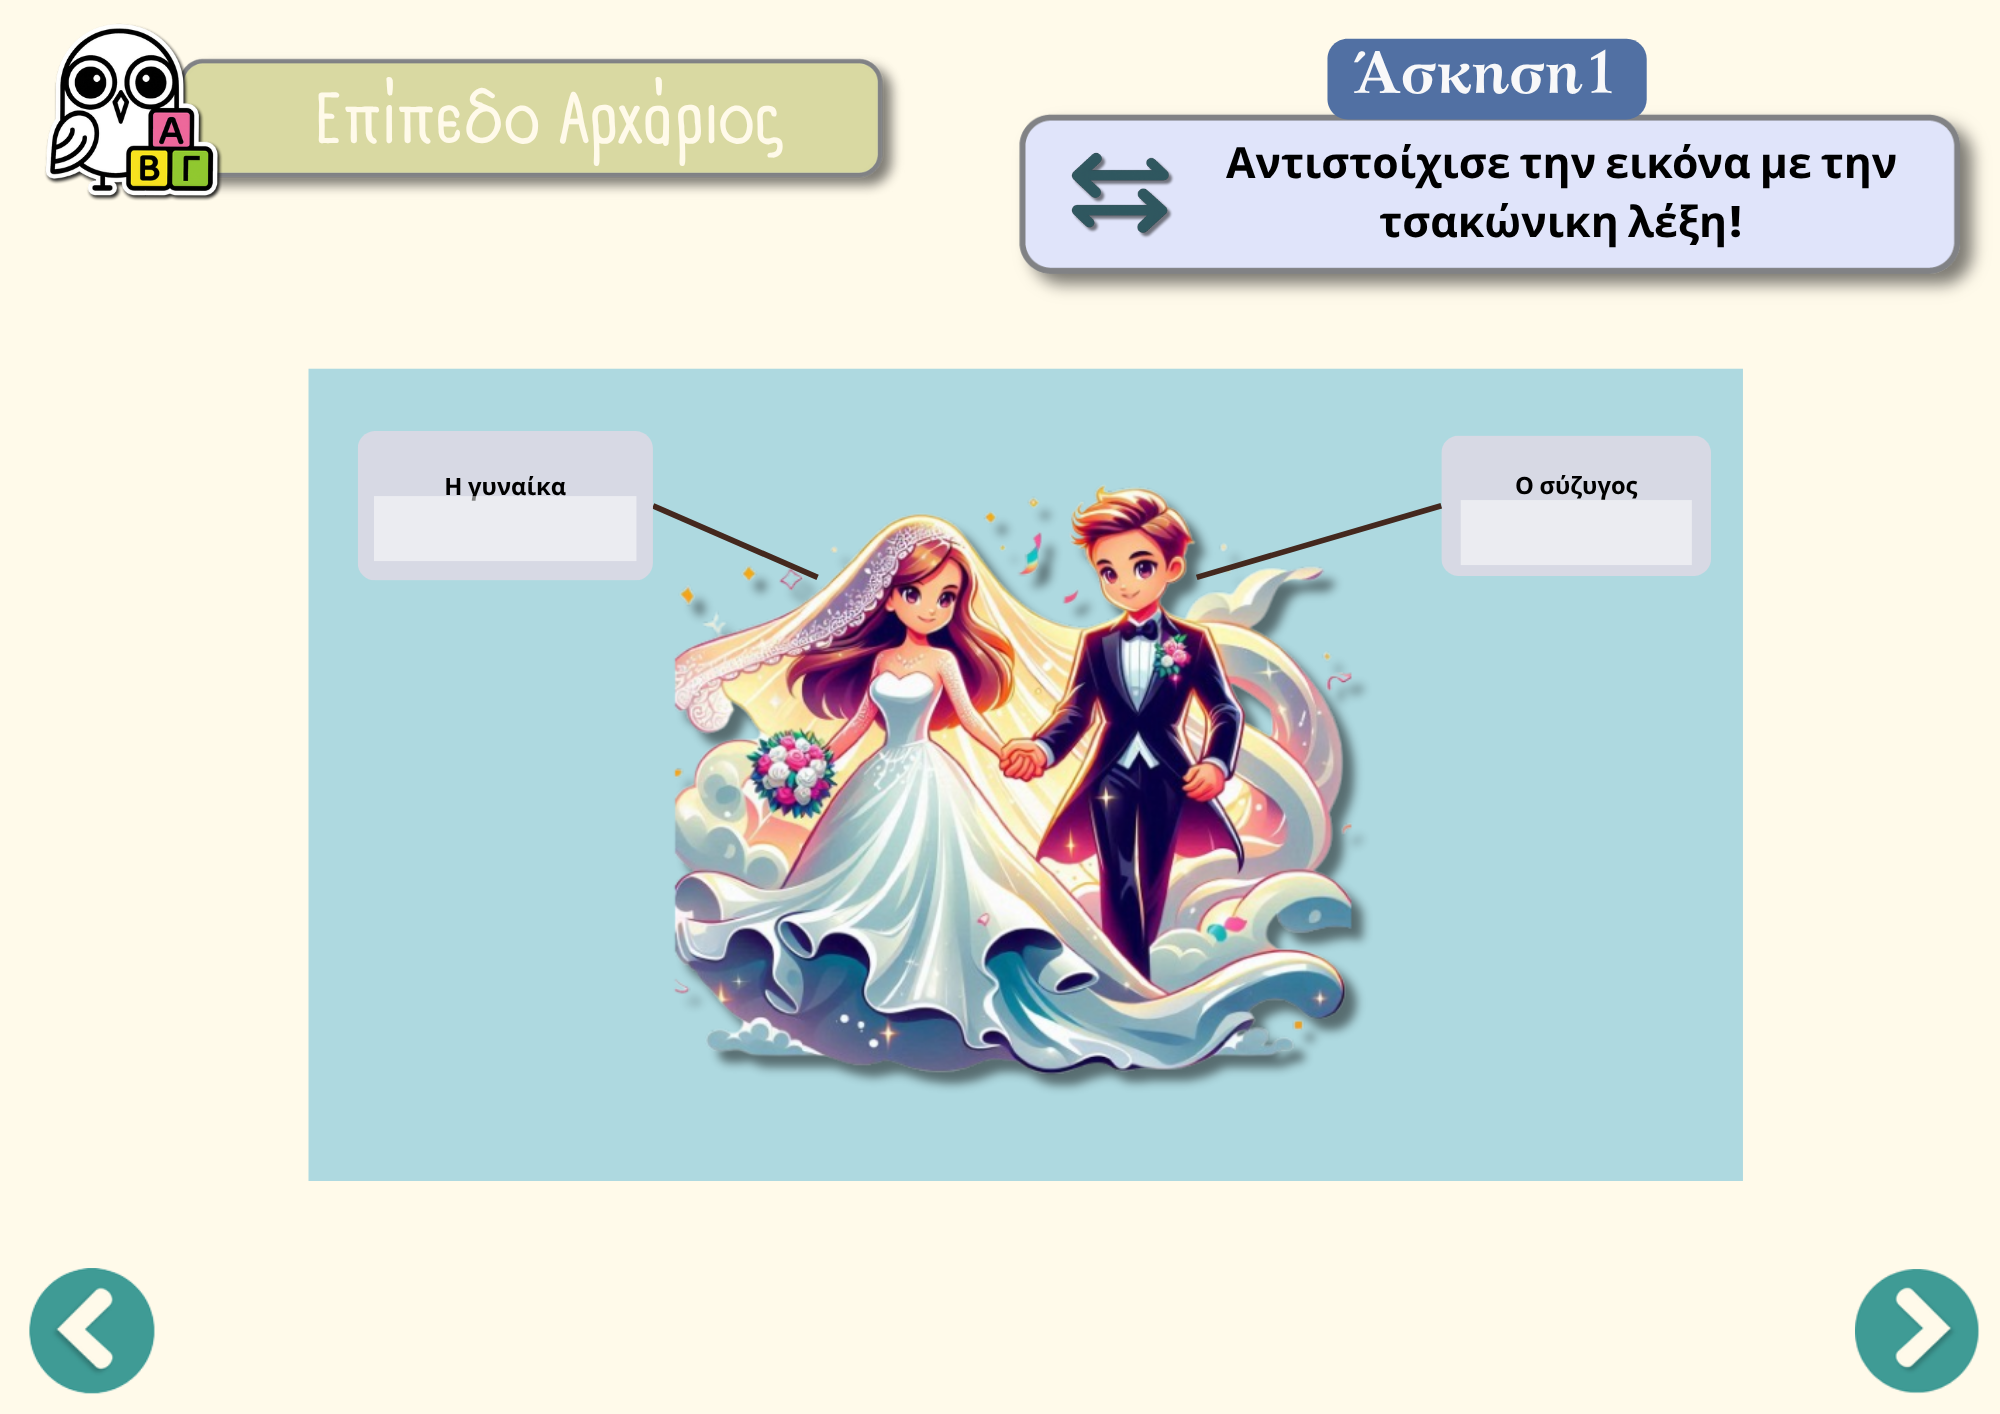 Επίπεδο Αρχάριος
Άσκηση 1
Αντιστοίχισε την εικόνα με την
τσακώνικη λέξη!
Α
Β Γ
Η γυναίκα
Ο σύζυγος